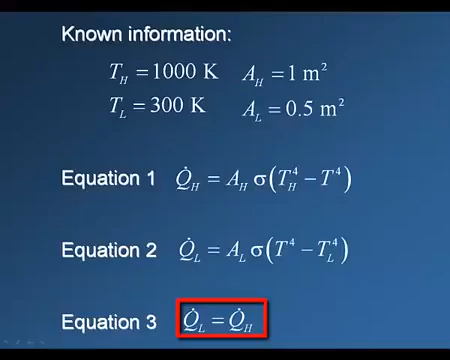 Known information:
T_H = 1000 K A_H = 1 m²
T_L = 300 K A_L = 0.5 m²
Equation 1 Q̇_H = A_H σ(T_H⁴ − T⁴)
Equation 2 Q̇_L = A_L σ(T⁴ − T_L⁴)
Equation 3 Q̇_L = Q̇_H